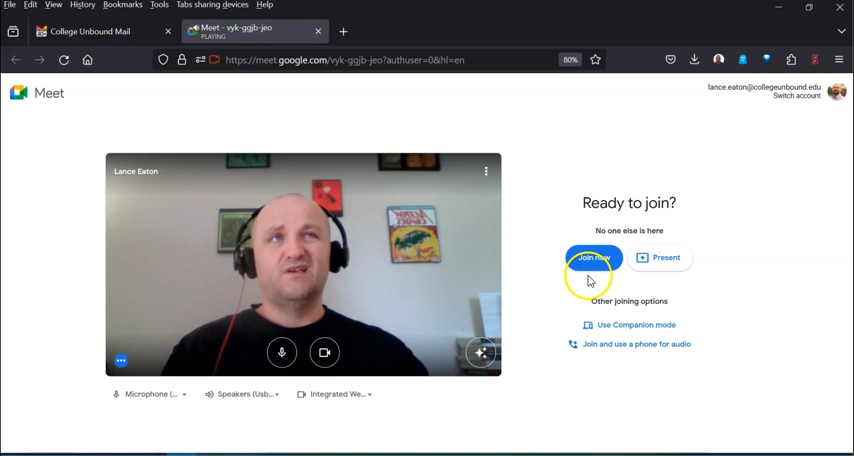 File Edit View History Bookmarks Tools Tabs sharing devices Help
College Unbound Mail
Meet - vyk-ggjb-jeo
PLAYING
https://meet.google.com/vyk-ggjb-jeo?authuser=0&hl=en
80%
Meet
lance.eaton@collegeunbound.edu
Switch account
Lance Eaton
Ready to join?
No one else is here
Join now
Present
Other joining options
Use Companion mode
Join and use a phone for audio
Microphone (...
Speakers (Usb...
Integrated We...